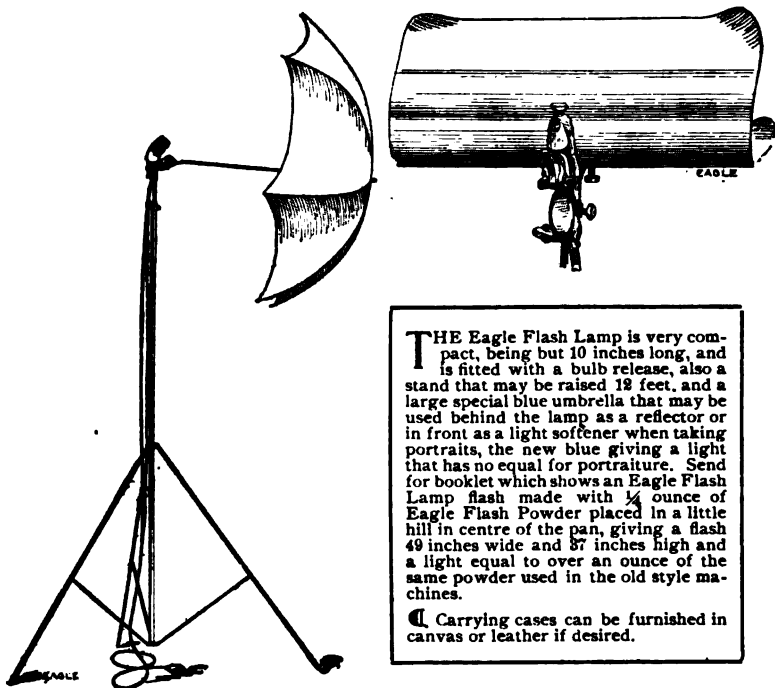 EAGLE
THE Eagle Flash Lamp is very com-
pact, being but 10 inches long, and
is fitted with a bulb release, also a
stand that may be raised 12 feet. and a
large special blue umbrella that may be
used behind the lamp as a reflector or
in front as a light softener when taking
portraits, the new blue giving a light
that has no equal for portraiture. Send
for booklet which shows an Eagle Flash
Lamp flash made with ¼ ounce of
Eagle Flash Powder placed in a little
hill in centre of the pan, giving a flash
49 inches wide and 37 inches high and
a light equal to over an ounce of the
same powder used in the old style ma-
chines.
¶ Carrying cases can be furnished in
canvas or leather if desired.
EAGLE